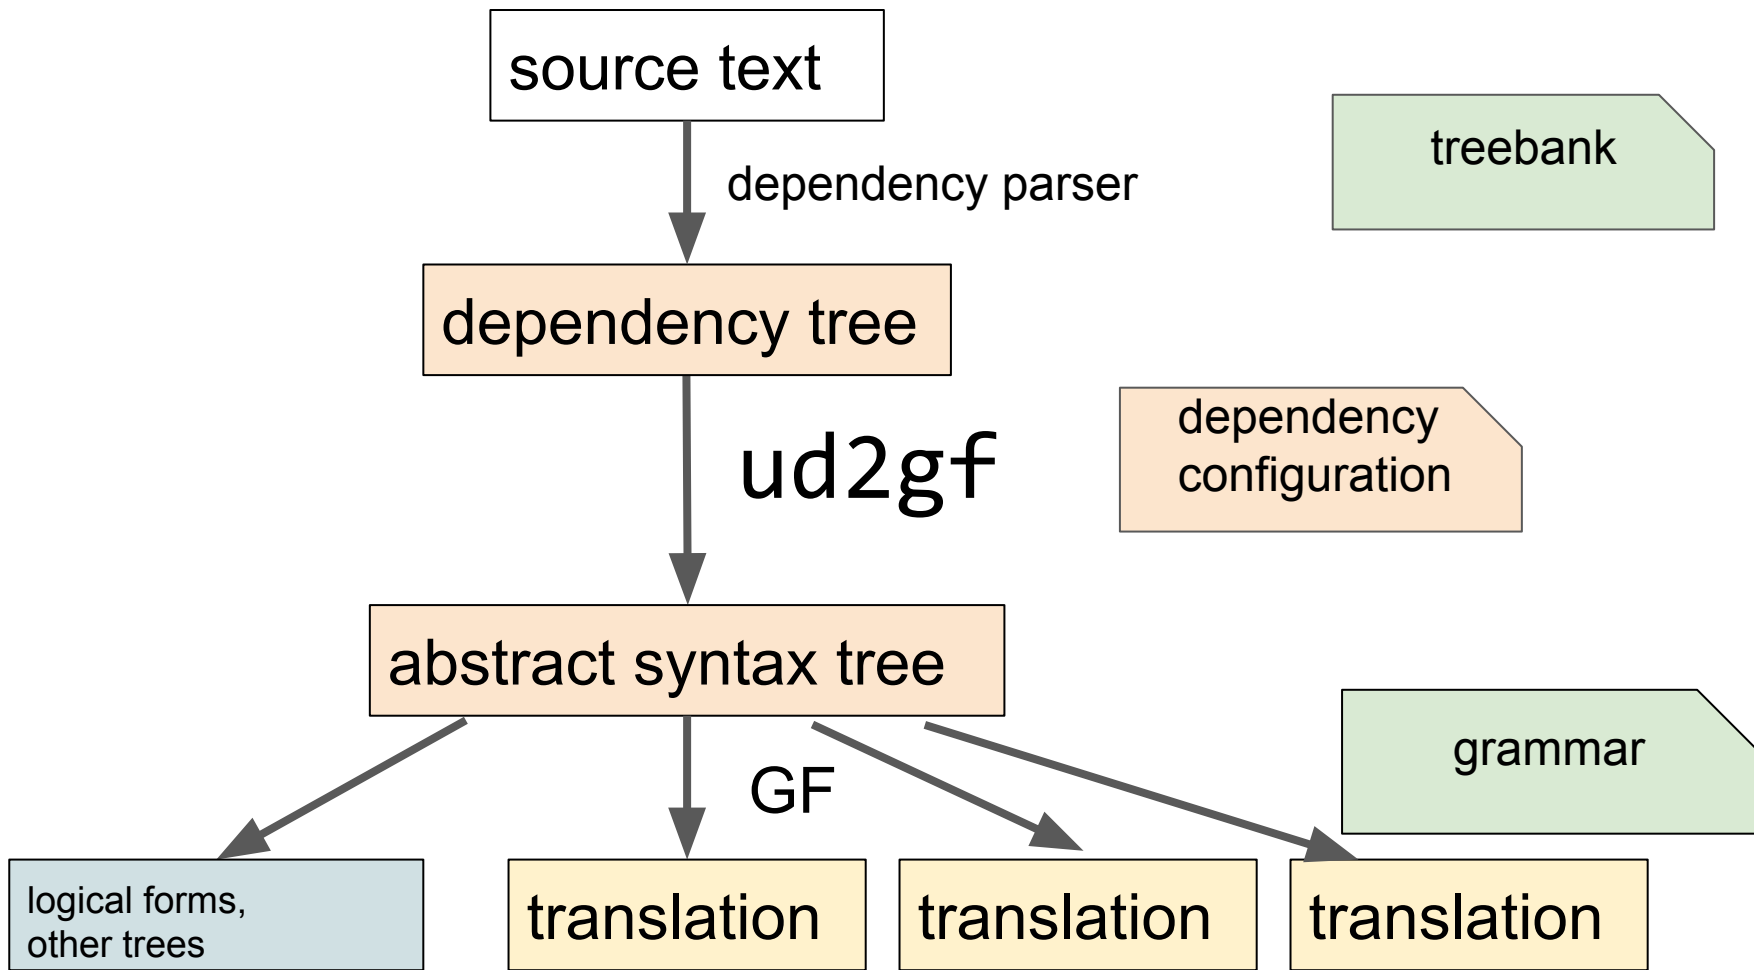 source text
treebank
dependency parser
dependency tree
dependency
configuration
ud2gf
abstract syntax tree
grammar
GF
logical forms,
other trees
translation
translation
translation